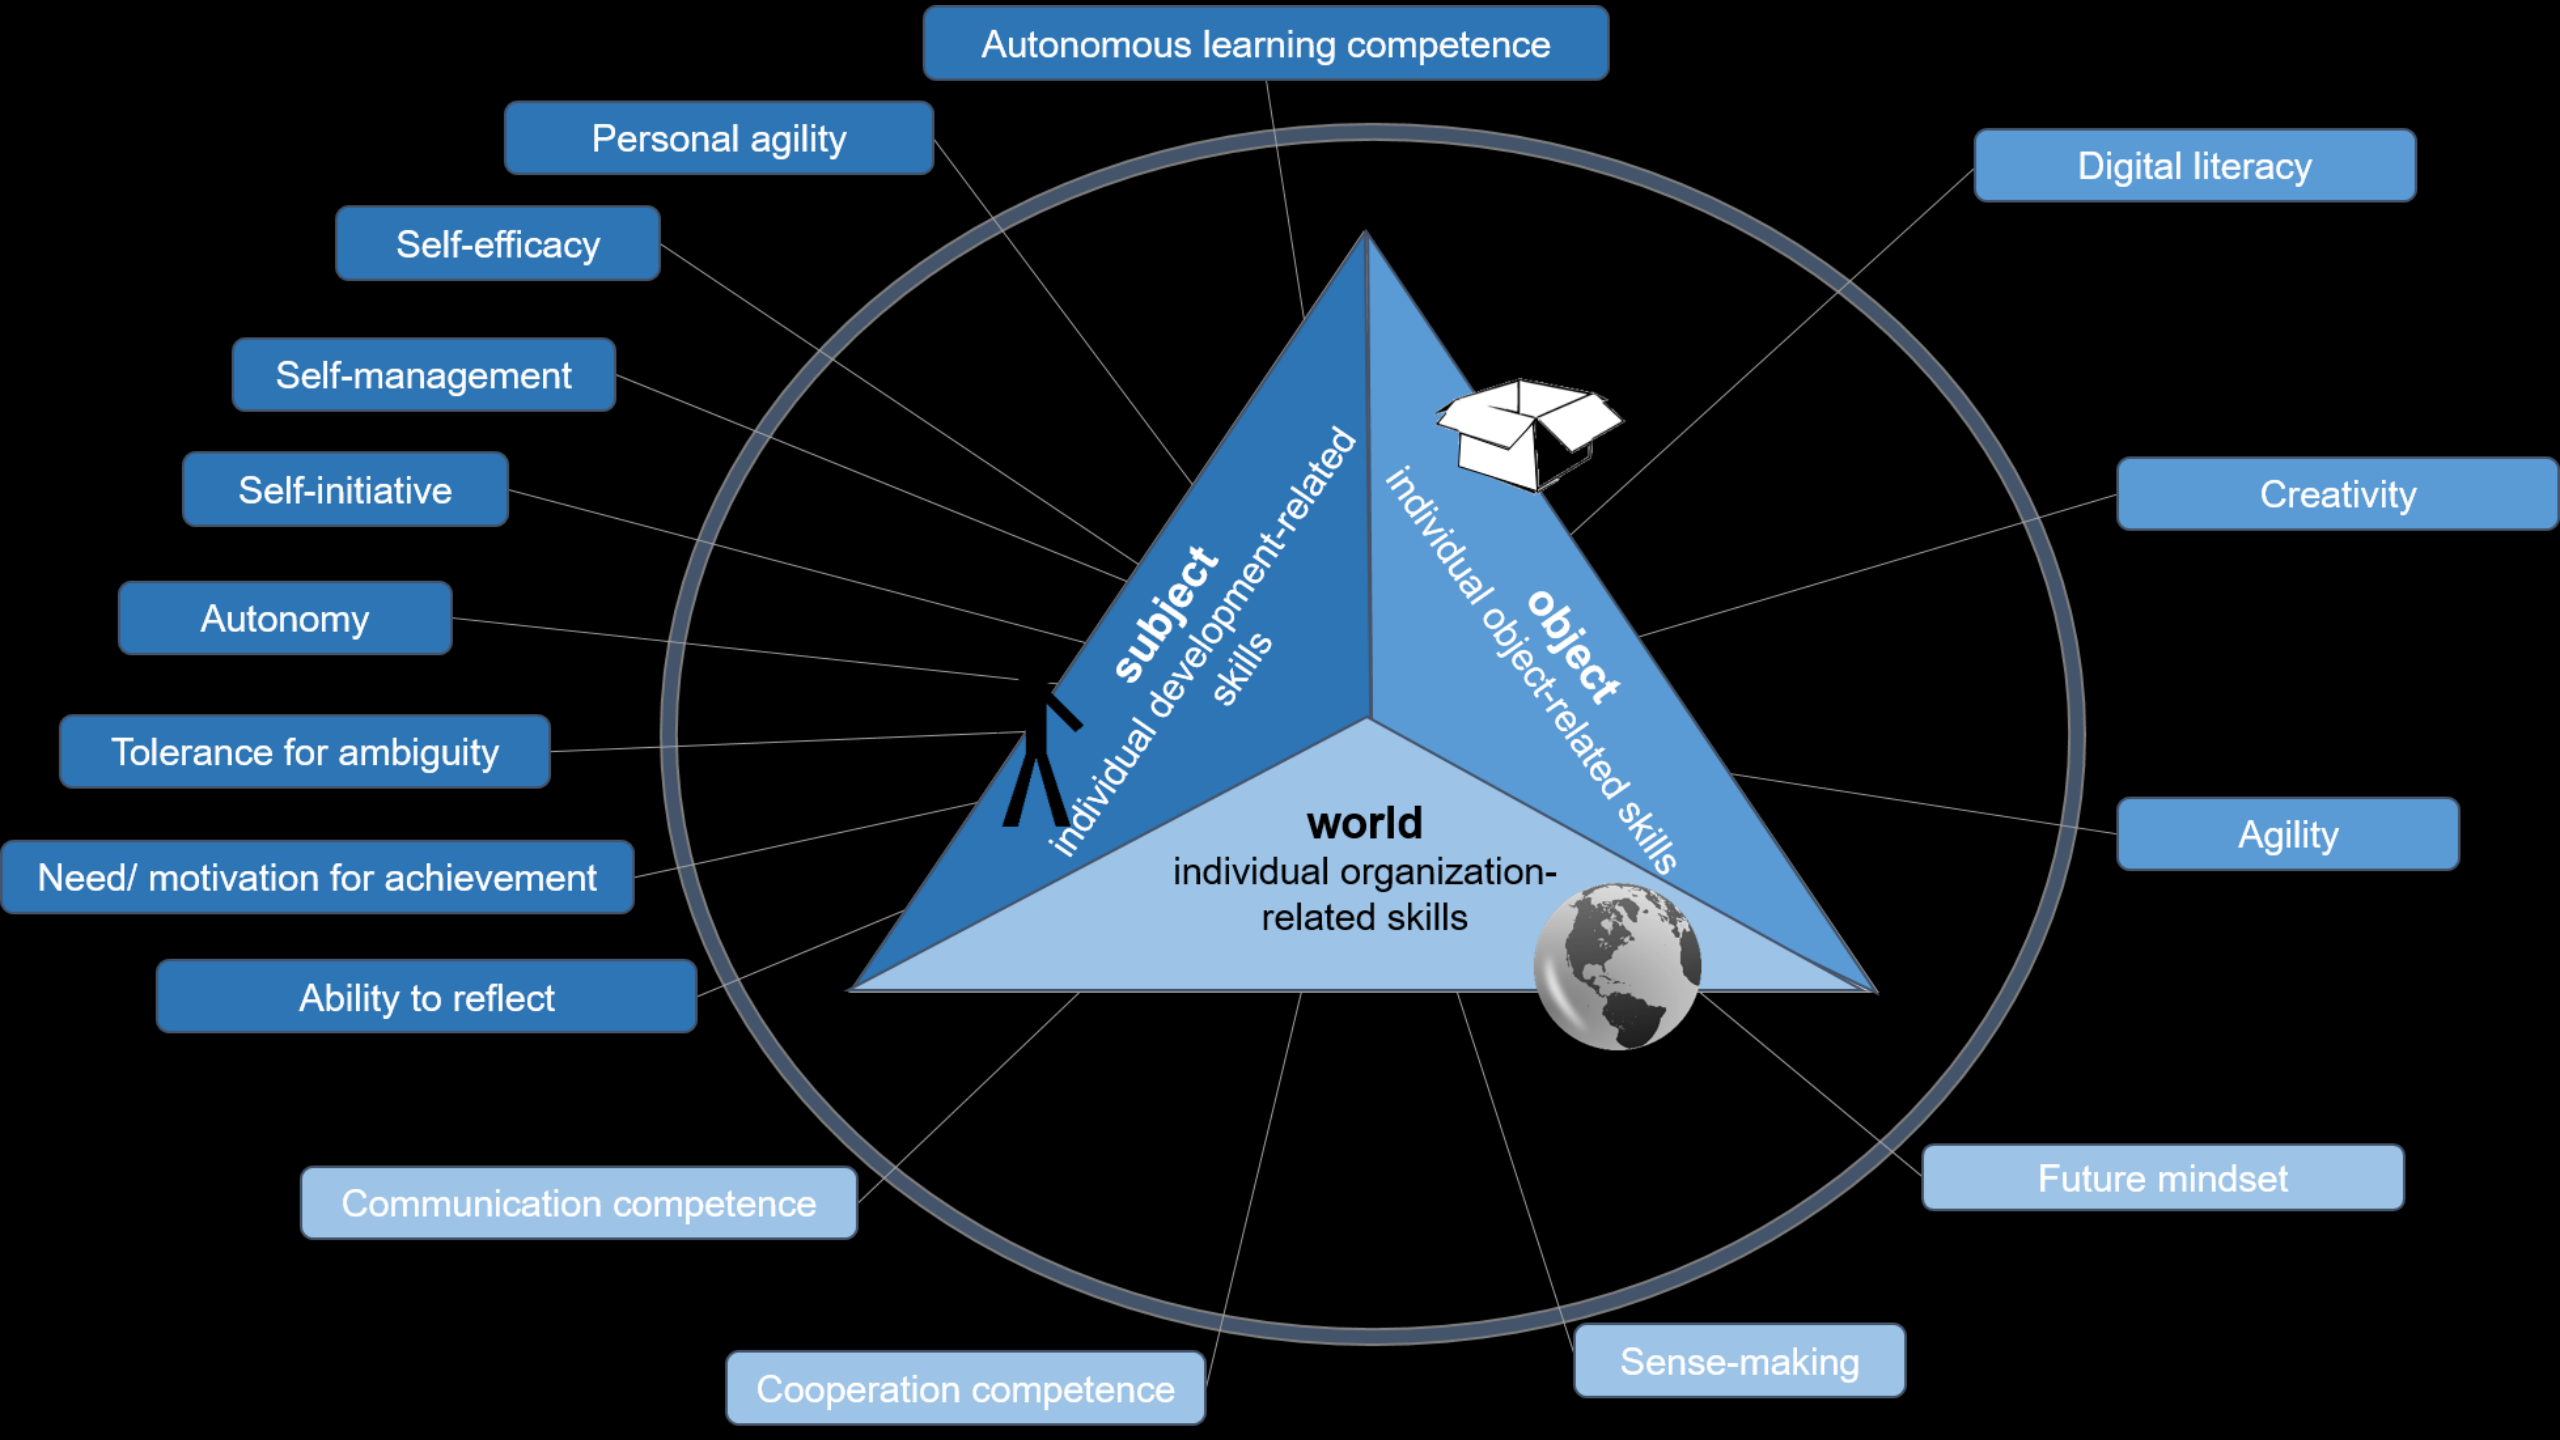 Autonomous learning competence
Personal agility
Digital literacy
Self-efficacy
Self-management
Self-initiative
Creativity
Autonomy
Tolerance for ambiguity
Agility
Need/ motivation for achievement
Ability to reflect
subject
individual development-related
skills
object
individual object-related skills
world
individual organization-
related skills
Communication competence
Future mindset
Cooperation competence
Sense-making